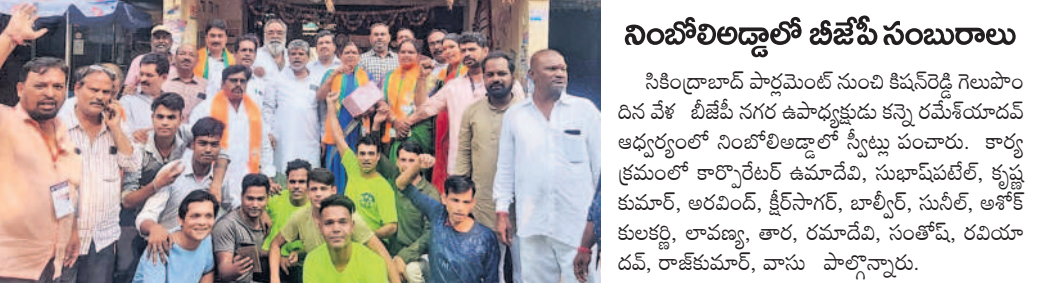 నింబోలిఅడ్డాలో బీజేపీ సంబురాలు
సికింద్రాబాద్ పార్లమెంట్ నుంచి కిషన్‌రెడ్డి గెలుపొం
దిన వేళ బీజేపీ నగర ఉపాధ్యక్షుడు కన్నె రమేశ్‌యాదవ్
ఆధ్వర్యంలో నింబోలిఅడ్డాలో స్వీట్లు పంచారు. కార్య
క్రమంలో కార్పొరేటర్ ఉమాదేవి, సుభాష్‌పటేల్, కృష్ణ
కుమార్, అరవింద్, క్షీర్‌సాగర్, బాల్వీర్, సునీల్, అశోక్
కులకర్ణి, లావణ్య, తార, రమాదేవి, సంతోష్, రవియా
దవ్, రాజ్‌కుమార్, వాసు పాల్గొన్నారు.